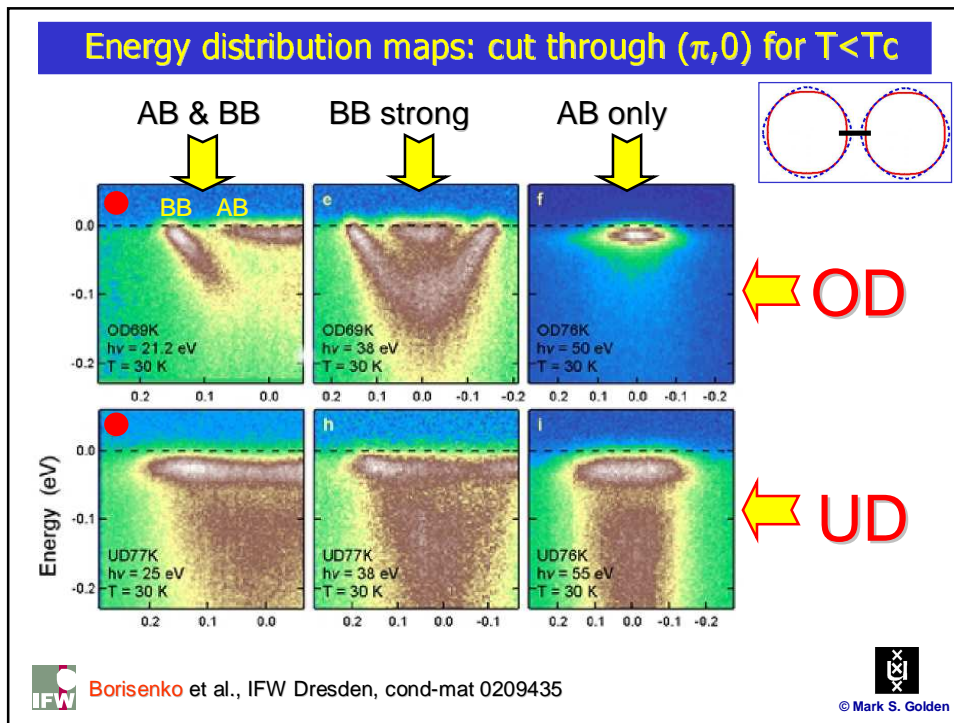 Energy distribution maps: cut through (π,0) for T<Tc
AB & BB
BB strong
AB only
BB AB
e
f
0.0
-0.1
-0.2
OD69K
hν = 21.2 eV
T = 30 K
OD69K
hν = 38 eV
T = 30 K
OD76K
hν = 50 eV
T = 30 K
OD
0.2 0.1 0.0
0.2 0.1 0.0 -0.1 -0.2
0.2 0.1 0.0 -0.1 -0.2
h
i
Energy (eV)
0.0
-0.1
-0.2
UD77K
hν = 25 eV
T = 30 K
UD77K
hν = 38 eV
T = 30 K
UD76K
hν = 55 eV
T = 30 K
UD
0.2 0.1 0.0
0.2 0.1 0.0 -0.1
0.2 0.1 0.0 -0.1 -0.2
IFW
Borisenko et al., IFW Dresden, cond-mat 0209435
© Mark S. Golden